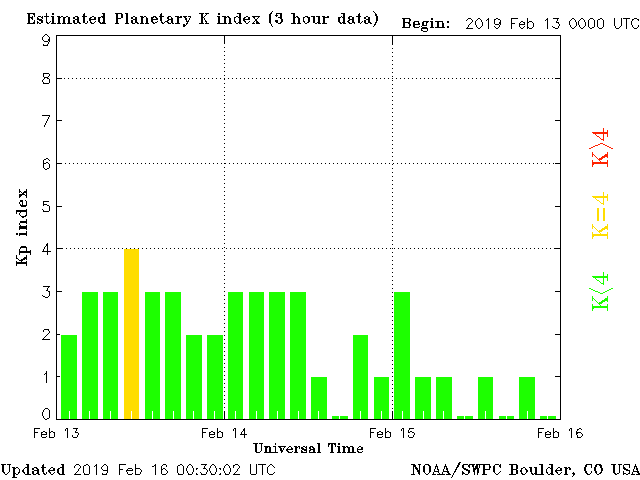 Estimated Planetary K index (3 hour data) Begin: 2019 Feb 13 0000 UTC
9
8
7
6
5
4
3
2
1
0
Kp index
K>4
K=4
K<4
Feb 13 Feb 14 Feb 15 Feb 16
Universal Time
Updated 2019 Feb 16 00:30:02 UTC NOAA/SWPC Boulder, CO USA